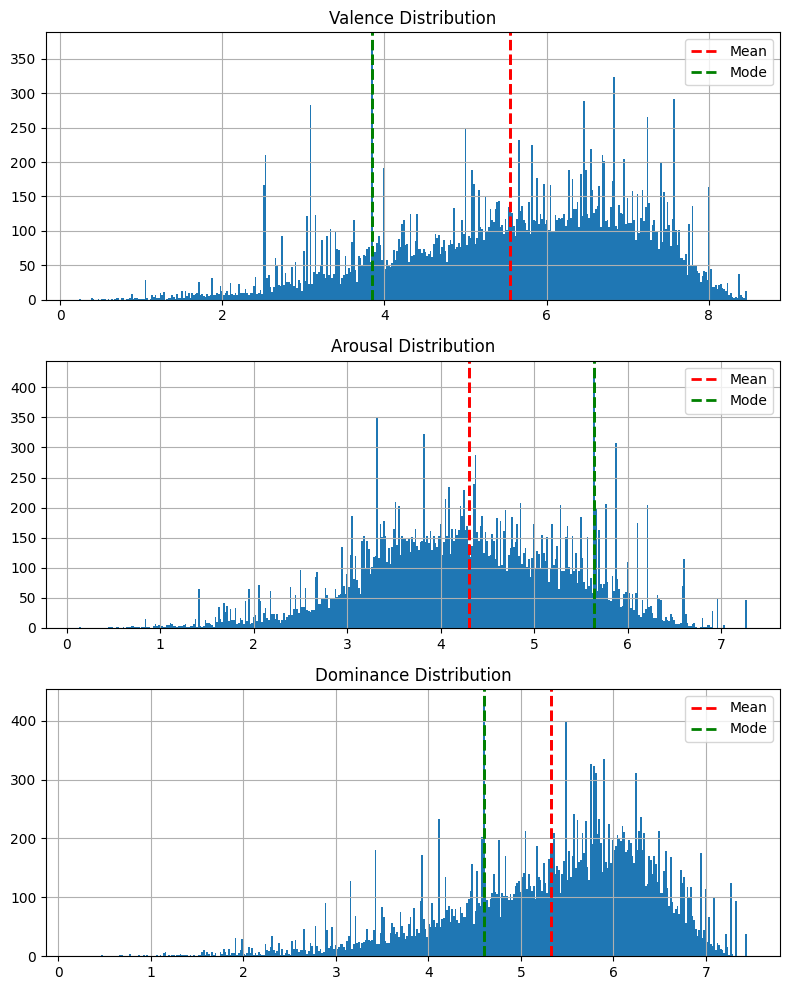 Valence Distribution
350
300
250
200
150
100
50
0
Mean
Mode
0 2 4 6 8
Arousal Distribution
400
350
300
250
200
150
100
50
0
Mean
Mode
0 1 2 3 4 5 6 7
Dominance Distribution
400
300
200
100
0
Mean
Mode
0 1 2 3 4 5 6 7